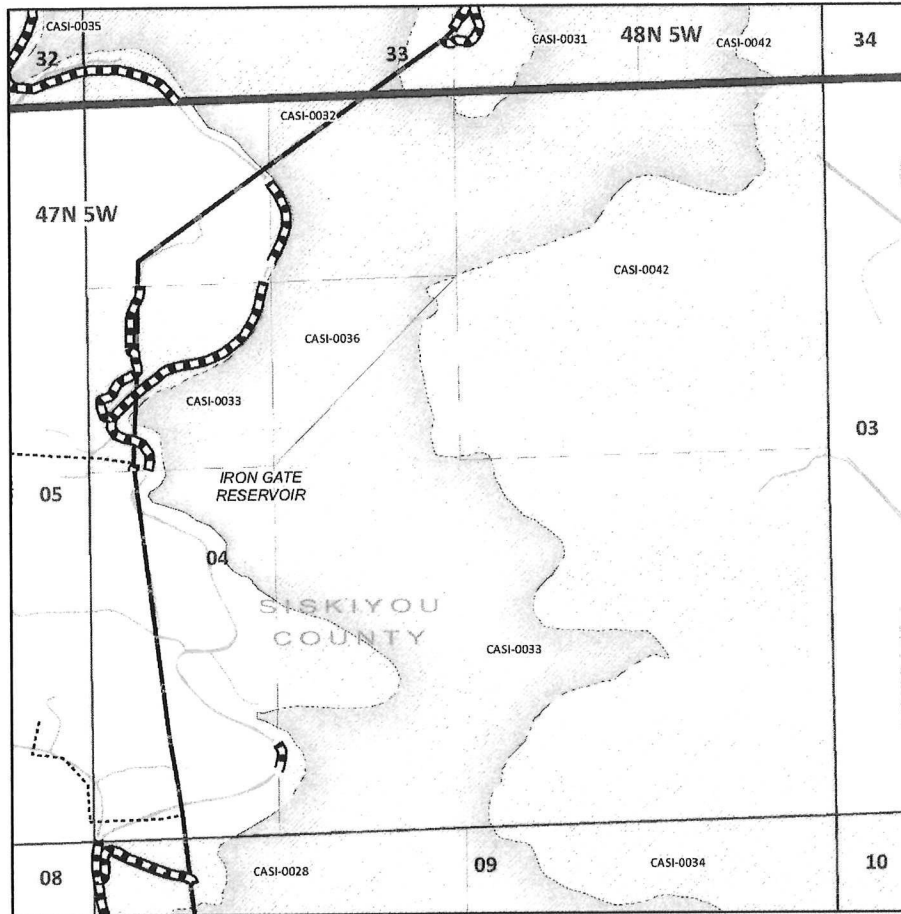 CASI-0035
32
33
CASI-0031
48N 5W
CASI-0042
34
CASI-0032
47N 5W
CASI-0042
CASI-0036
CASI-0033
03
IRON GATE
RESERVOIR
05
04
SISKIYOU
COUNTY
CASI-0033
08
CASI-0028
09
CASI-0034
10